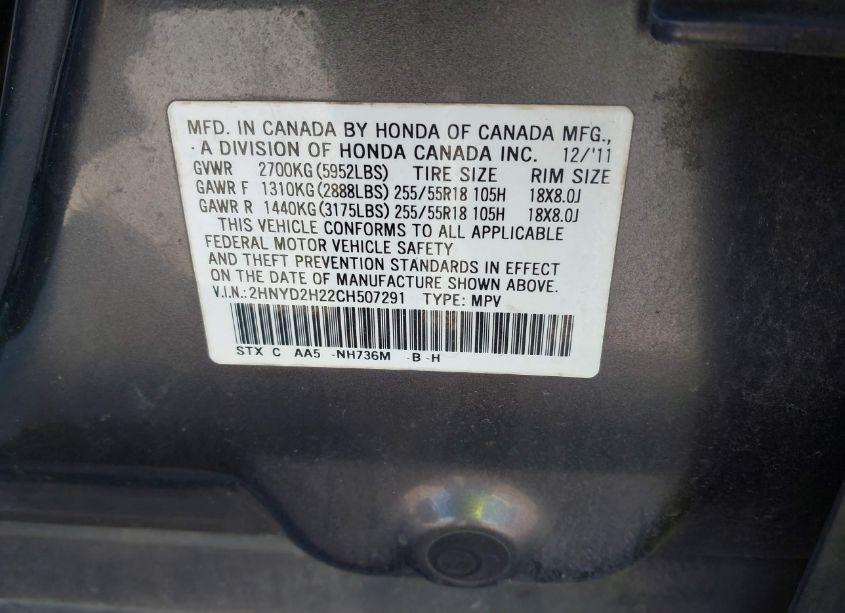 MFD. IN CANADA BY HONDA OF CANADA MFG.,
A DIVISION OF HONDA CANADA INC. 12/'11
GVWR 2700KG(5952LBS) TIRE SIZE RIM SIZE
GAWR F 1310KG(2888LBS) 255/55R18 105H 18X8.0J
GAWR R 1440KG(3175LBS) 255/55R18 105H 18X8.0J
THIS VEHICLE CONFORMS TO ALL APPLICABLE
FEDERAL MOTOR VEHICLE SAFETY
AND THEFT PREVENTION STANDARDS IN EFFECT
ON THE DATE OF MANUFACTURE SHOWN ABOVE.
V.I.N.:2HNYD2H22CH507291 TYPE: MPV
STX C AA5 -NH736M -B -H